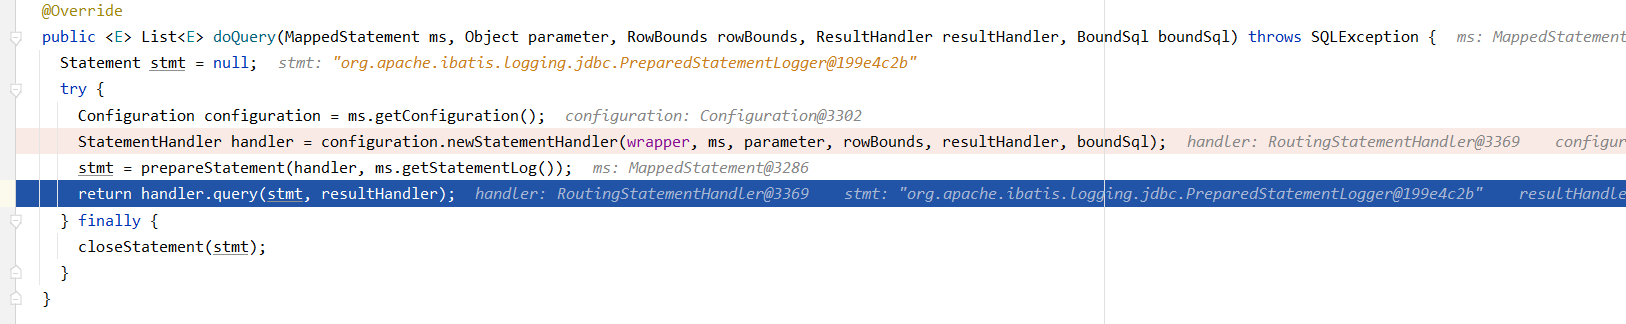 @Override
public <E> List<E> doQuery(MappedStatement ms, Object parameter, RowBounds rowBounds, ResultHandler resultHandler, BoundSql boundSql) throws SQLException {   ms: MappedStatement
Statement stmt = null;   stmt: "org.apache.ibatis.logging.jdbc.PreparedStatementLogger@199e4c2b"
try {
Configuration configuration = ms.getConfiguration();   configuration: Configuration@3302
StatementHandler handler = configuration.newStatementHandler(wrapper, ms, parameter, rowBounds, resultHandler, boundSql);   handler: RoutingStatementHandler@3369   configur
stmt = prepareStatement(handler, ms.getStatementLog());   ms: MappedStatement@3286
return handler.query(stmt, resultHandler);   handler: RoutingStatementHandler@3369   stmt: "org.apache.ibatis.logging.jdbc.PreparedStatementLogger@199e4c2b"   resultHandle
} finally {
closeStatement(stmt);
}
}